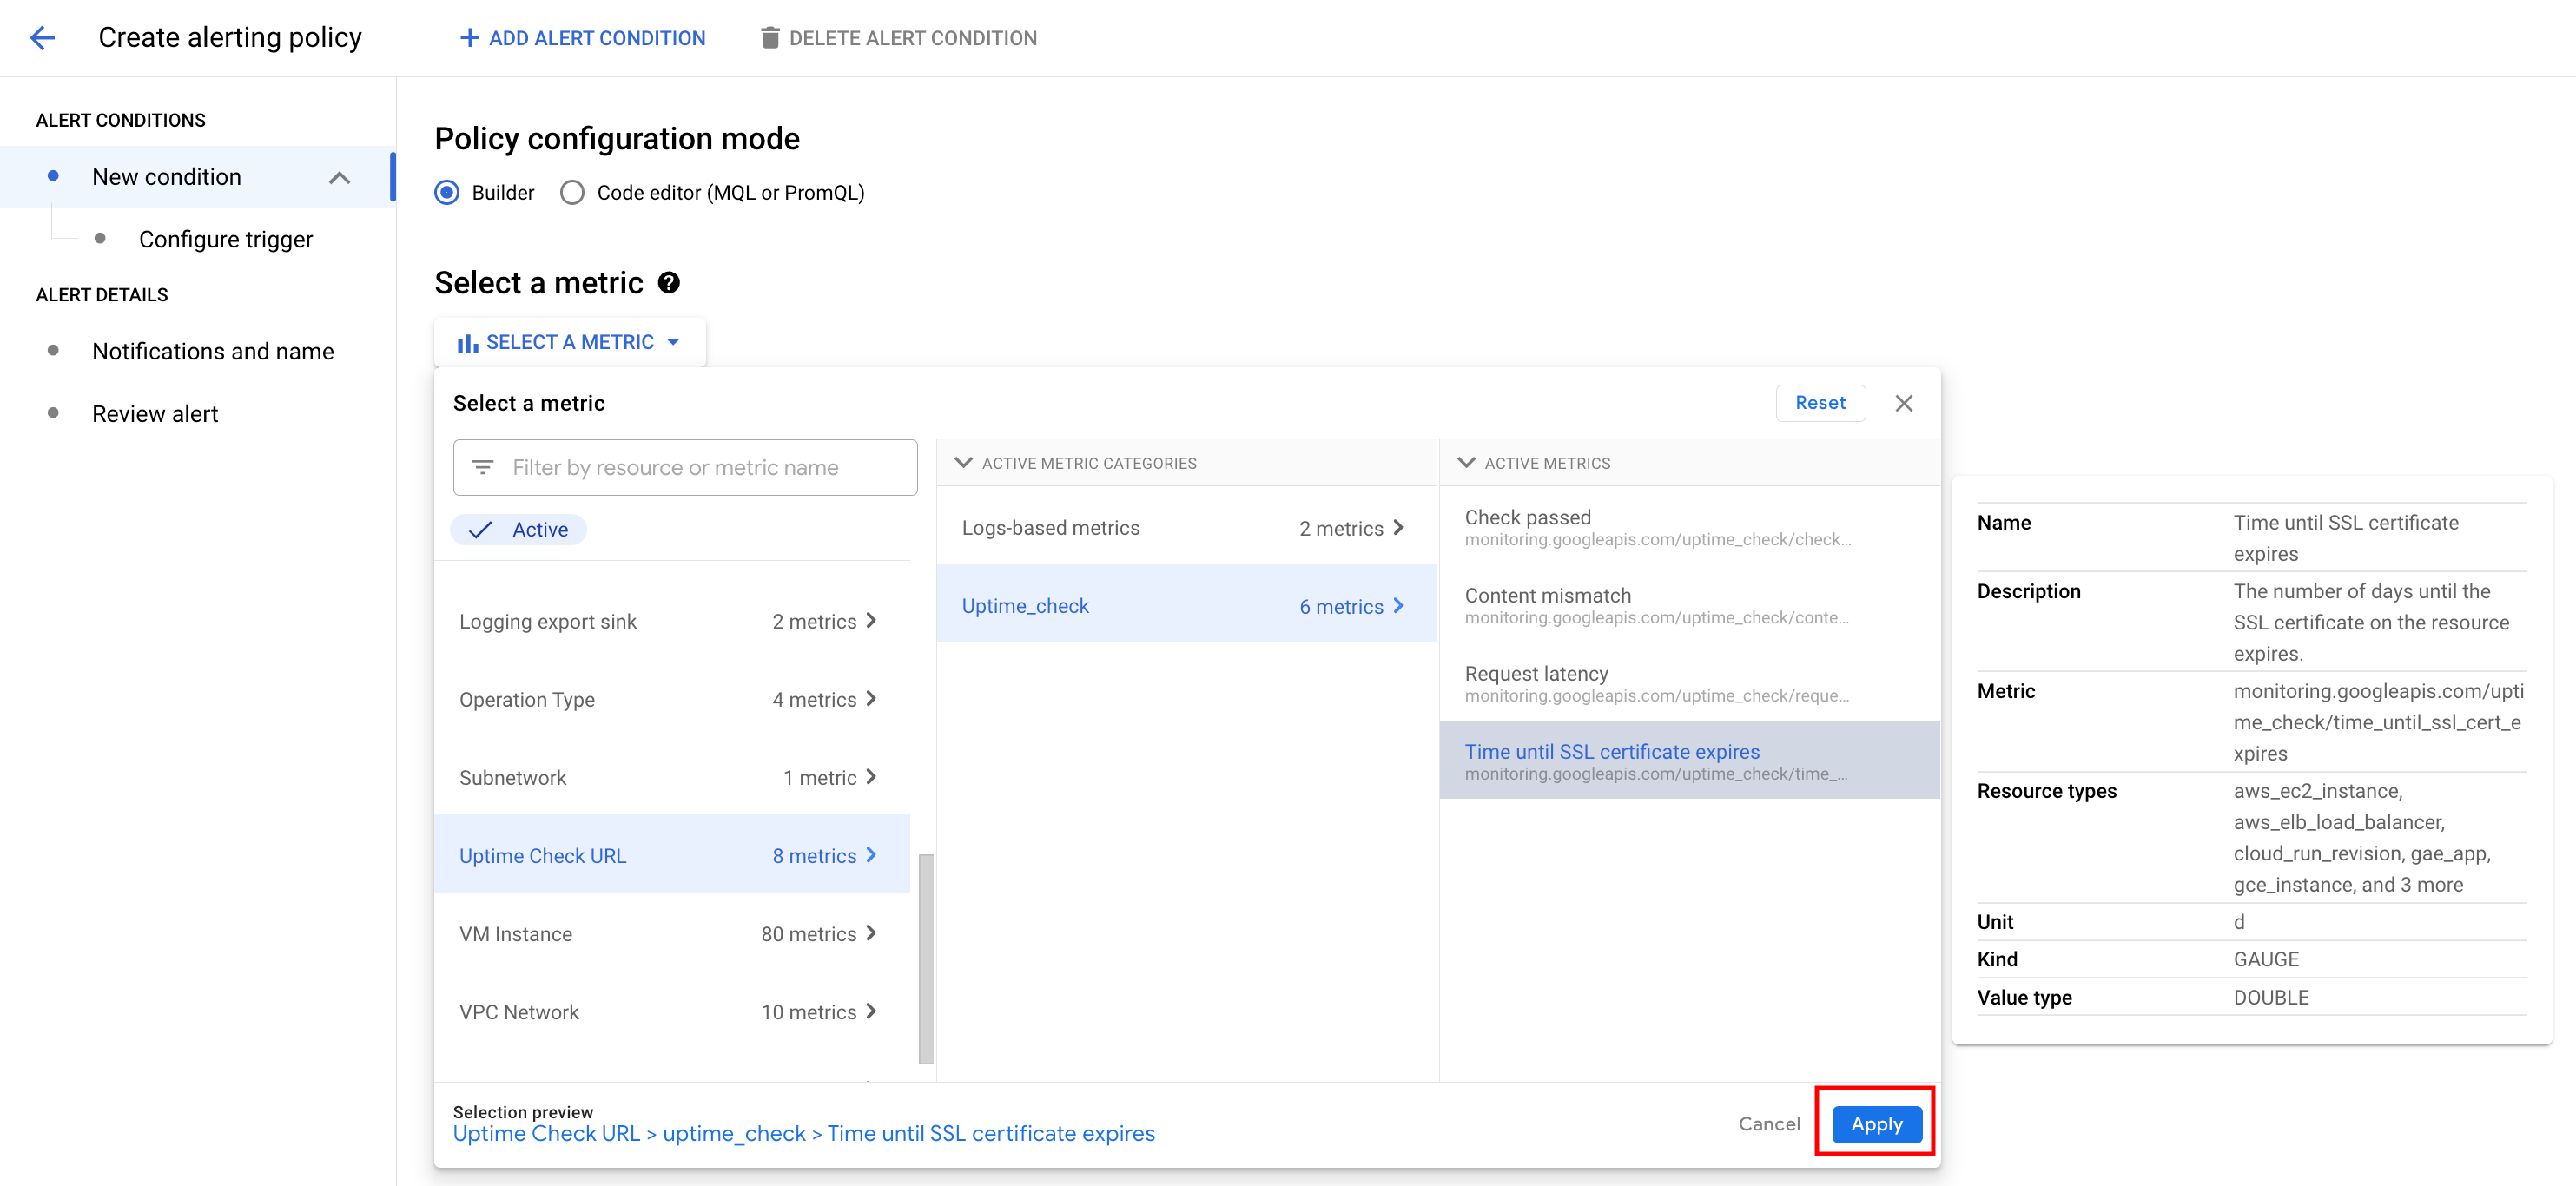 Create alerting policy
ADD ALERT CONDITION
DELETE ALERT CONDITION
ALERT CONDITIONS
New condition
Configure trigger
ALERT DETAILS
Notifications and name
Review alert
Policy configuration mode
Builder
Code editor (MQL or PromQL)
Select a metric
SELECT A METRIC
Select a metric
Reset
Filter by resource or metric name
Active
Logging export sink 2 metrics
Operation Type 4 metrics
Subnetwork 1 metric
Uptime Check URL 8 metrics
VM Instance 80 metrics
VPC Network 10 metrics
ACTIVE METRIC CATEGORIES
Logs-based metrics 2 metrics
Uptime_check 6 metrics
ACTIVE METRICS
Check passed
monitoring.googleapis.com/uptime_check/check...
Content mismatch
monitoring.googleapis.com/uptime_check/conte...
Request latency
monitoring.googleapis.com/uptime_check/reque...
Time until SSL certificate expires
monitoring.googleapis.com/uptime_check/time_...
Selection preview
Uptime Check URL > uptime_check > Time until SSL certificate expires
Cancel
Apply
Name Time until SSL certificate
expires
Description The number of days until the
SSL certificate on the resource
expires.
Metric monitoring.googleapis.com/upti
me_check/time_until_ssl_cert_e
xpires
Resource types aws_ec2_instance,
aws_elb_load_balancer,
cloud_run_revision, gae_app,
gce_instance, and 3 more
Unit d
Kind GAUGE
Value type DOUBLE